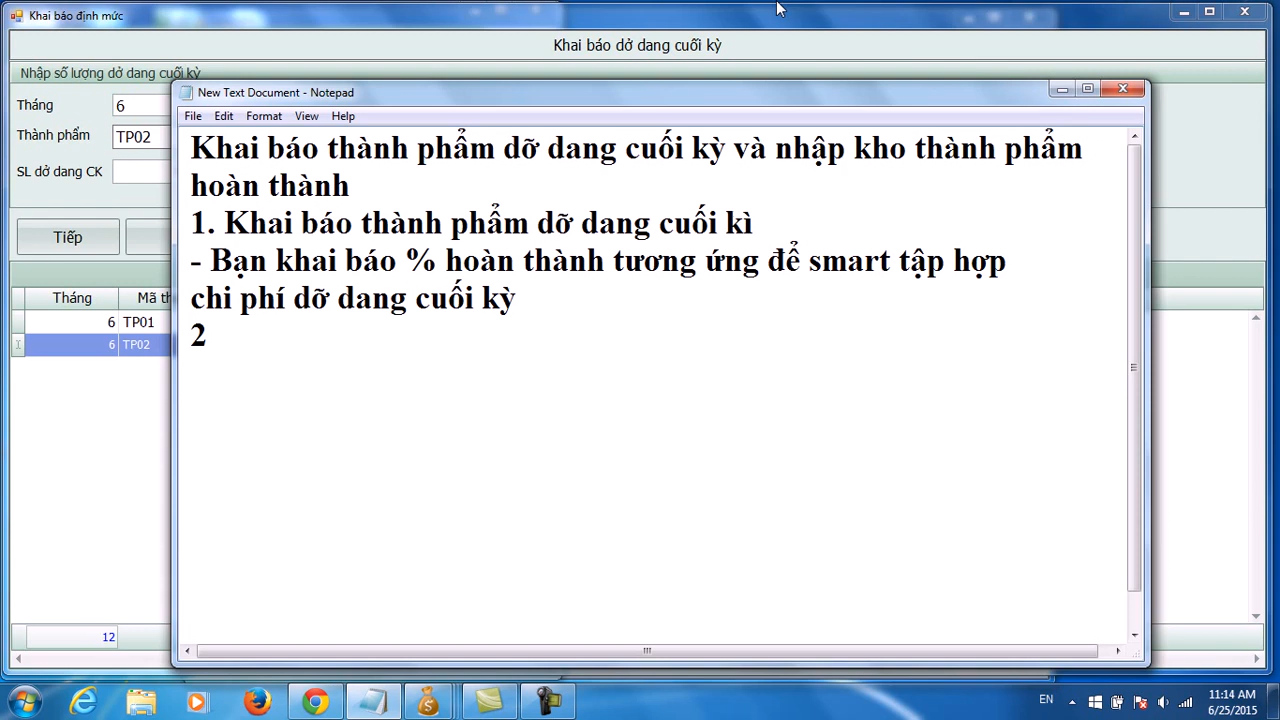 Khai báo định mức
Khai báo dở dang cuối kỳ
Nhập số lượng dở dang cuối kỳ
Tháng 6
Thành phẩm TP02
SL dở dang CK
Tiếp
Tháng Mã th
6 TP01
6 TP02
12
New Text Document - Notepad
File Edit Format View Help
Khai báo thành phẩm dỡ dang cuối kỳ và nhập kho thành phẩm
hoàn thành
1. Khai báo thành phẩm dỡ dang cuối kì
- Bạn khai báo % hoàn thành tương ứng để smart tập hợp
chi phí dỡ dang cuối kỳ
2
EN
11:14 AM
6/25/2015